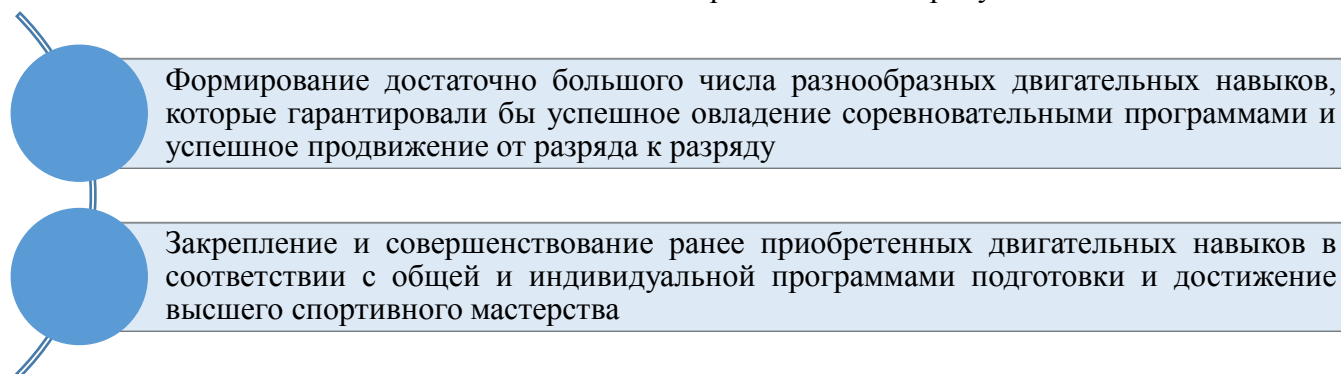 Формирование достаточно большого числа разнообразных двигательных навыков,
которые гарантировали бы успешное овладение соревновательными программами и
успешное продвижение от разряда к разряду
Закрепление и совершенствование ранее приобретенных двигательных навыков в
соответствии с общей и индивидуальной программами подготовки и достижение
высшего спортивного мастерства